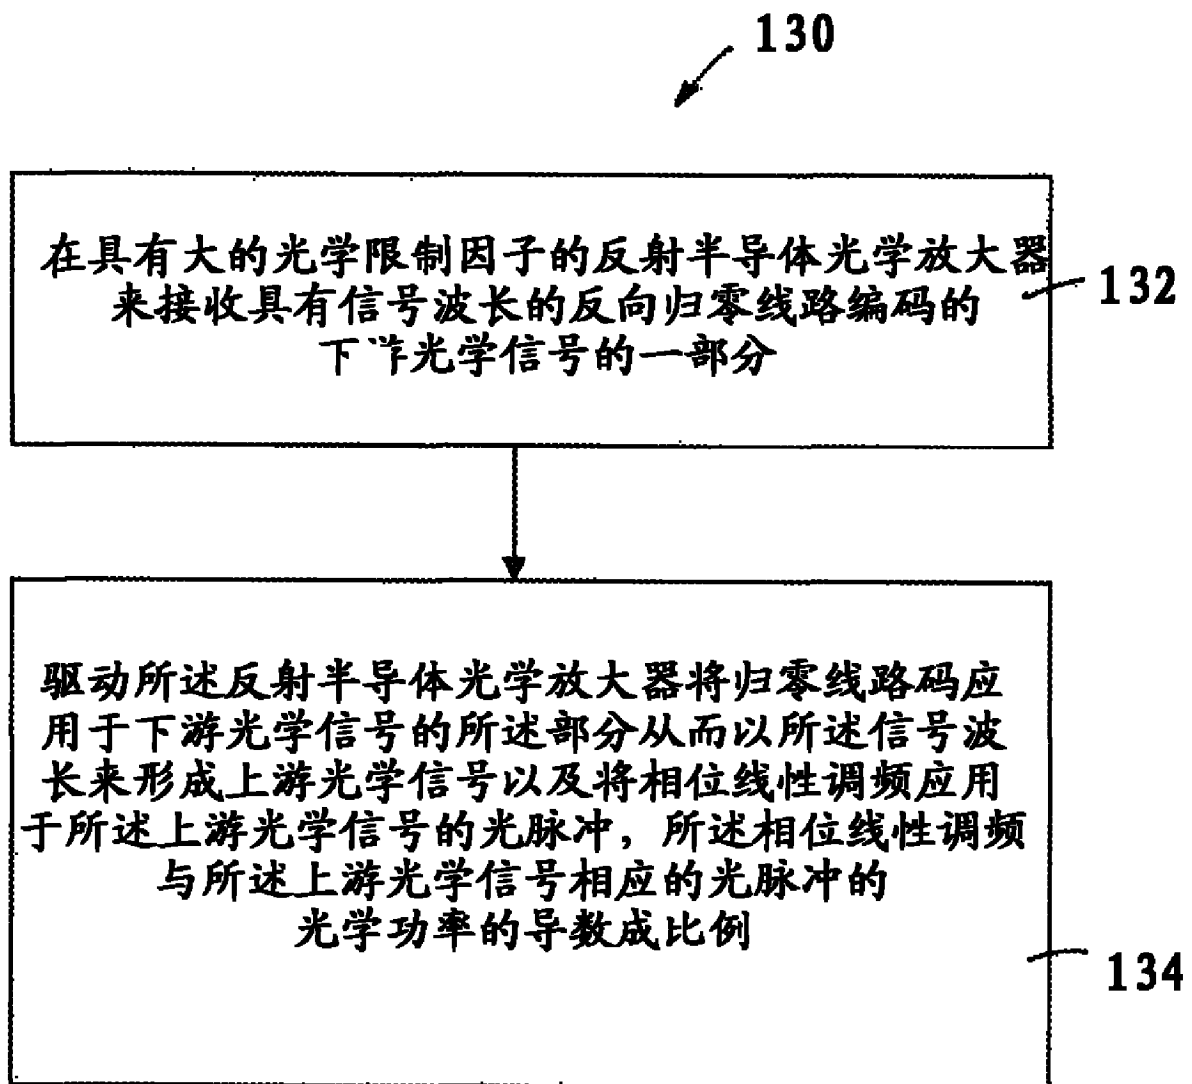 130
在具有大的光学限制因子的反射半导体光学放大器
来接收具有信号波长的反向归零线路编码的
下游光学信号的一部分
132
驱动所述反射半导体光学放大器将归零线路码应
用于下游光学信号的所述部分从而以所述信号波
长来形成上游光学信号以及将相位线性调频应用
于所述上游光学信号的光脉冲，所述相位线性调频
与所述上游光学信号相应的光脉冲的
光学功率的导数成比例
134